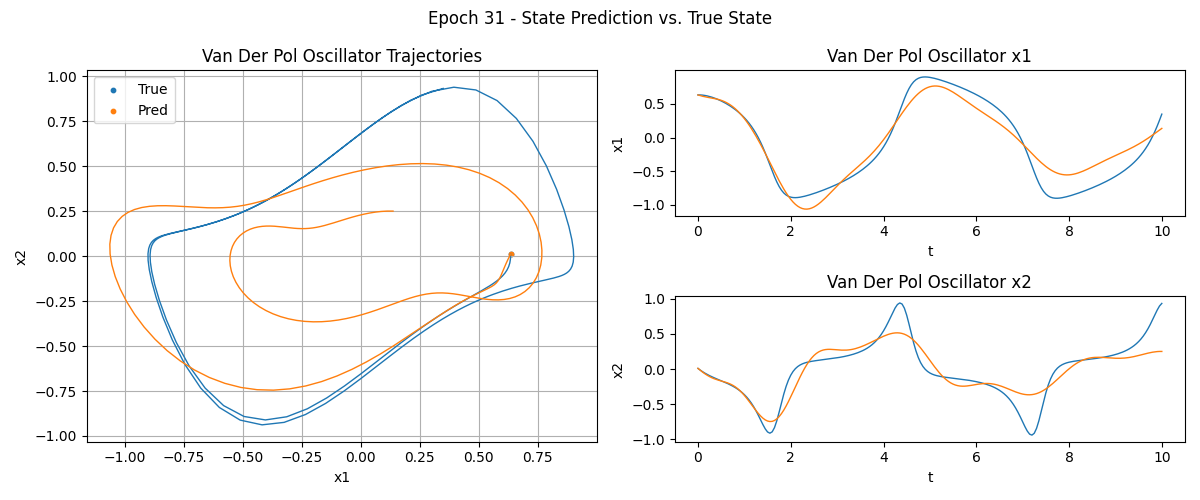 Epoch 31 - State Prediction vs. True State
Van Der Pol Oscillator Trajectories
True
Pred
1.00
0.75
0.50
0.25
0.00
−0.25
−0.50
−0.75
−1.00
x2
−1.00 −0.75 −0.50 −0.25 0.00 0.25 0.50 0.75
x1
Van Der Pol Oscillator x1
0.5
0.0
−0.5
−1.0
x1
0 2 4 6 8 10
t
Van Der Pol Oscillator x2
1.0
0.5
0.0
−0.5
−1.0
x2
0 2 4 6 8 10
t